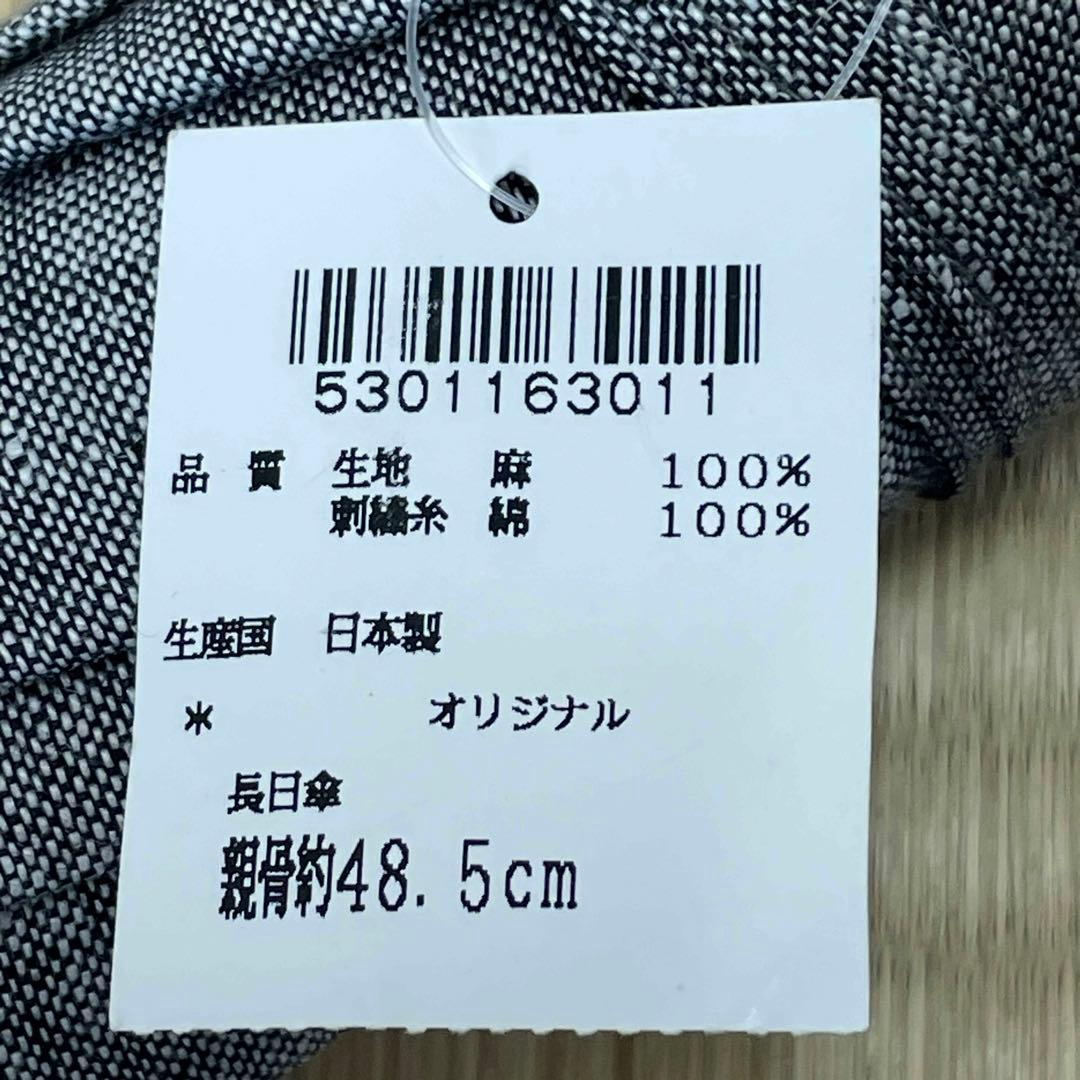 5301163011
品 質 生地 麻 100%
刺繍糸 綿 100%
生産国 日本製
* オリジナル
長日傘
親骨約48.5cm